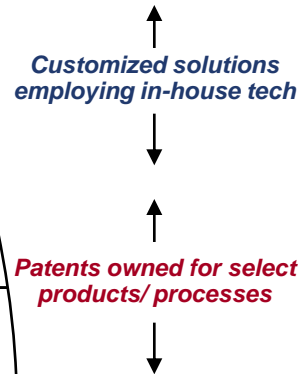 Customized solutions
employing in-house tech
Patents owned for select
products/ processes